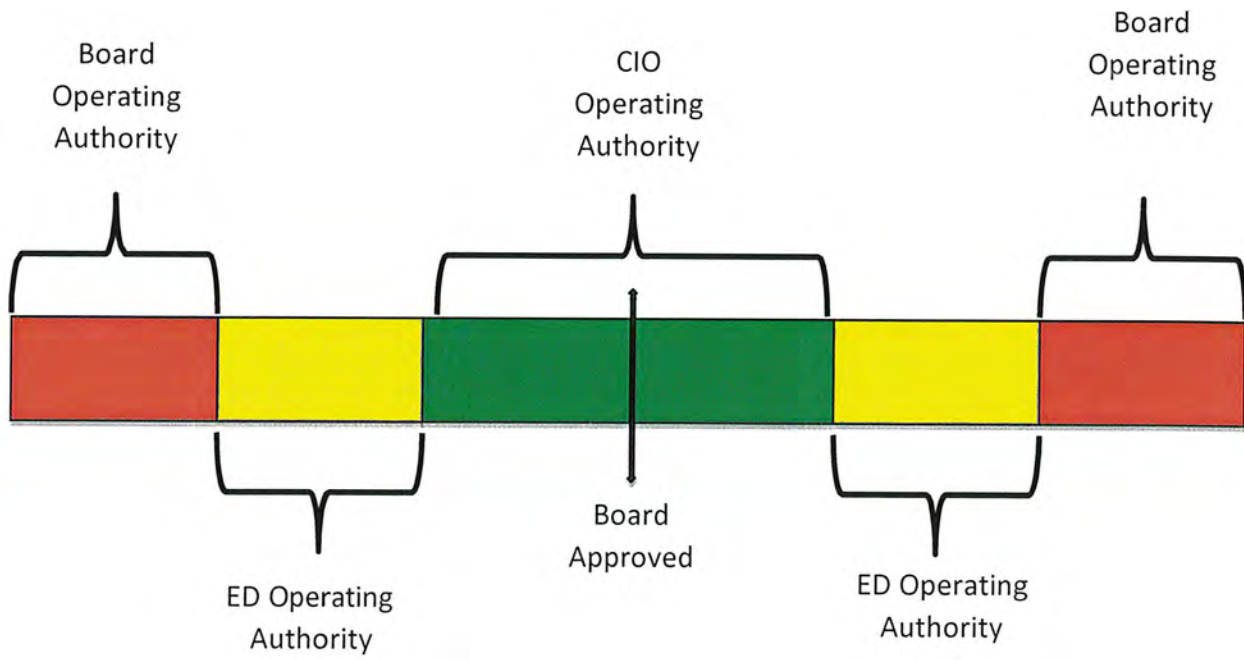 Board
Operating
Authority
CIO
Operating
Authority
Board
Operating
Authority
ED Operating
Authority
Board
Approved
ED Operating
Authority